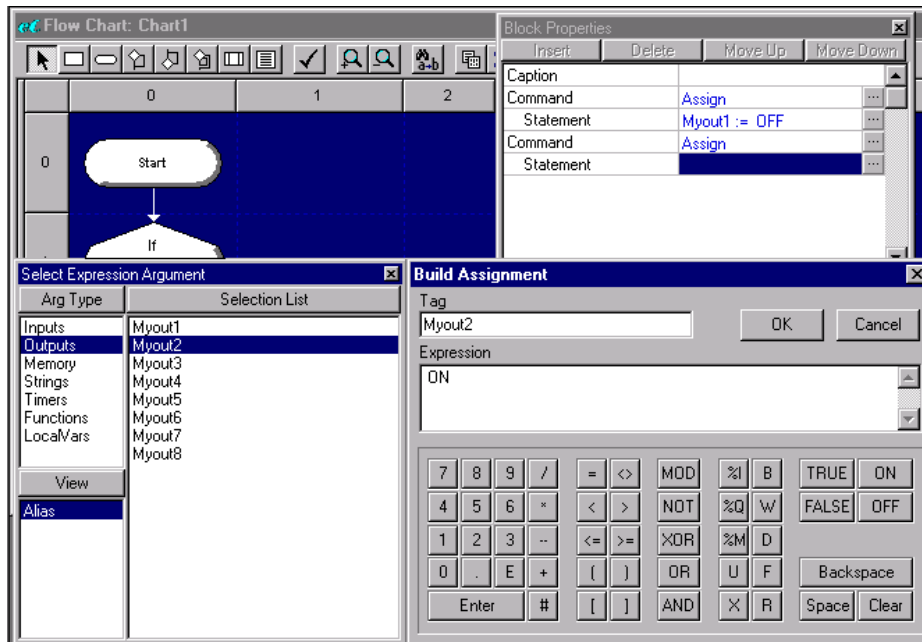 Flow Chart: Chart1
a→b
0 1 2
0
Start
If
Block Properties
Insert Delete Move Up Move Down
Caption
Command Assign ...
Statement Myout1 := OFF ...
Command Assign ...
Statement ...
Select Expression Argument
Arg Type Selection List
Inputs
Outputs
Memory
Strings
Timers
Functions
LocalVars
View
Alias
Myout1
Myout2
Myout3
Myout4
Myout5
Myout6
Myout7
Myout8
Build Assignment
Tag
Myout2 OK Cancel
Expression
ON
7 8 9 / = <> MOD %I B TRUE ON
4 5 6 * < > NOT %Q W FALSE OFF
1 2 3 -- <= >= XOR %M D
0 . E + ( ) OR U F Backspace
Enter # [ ] AND X R Space Clear